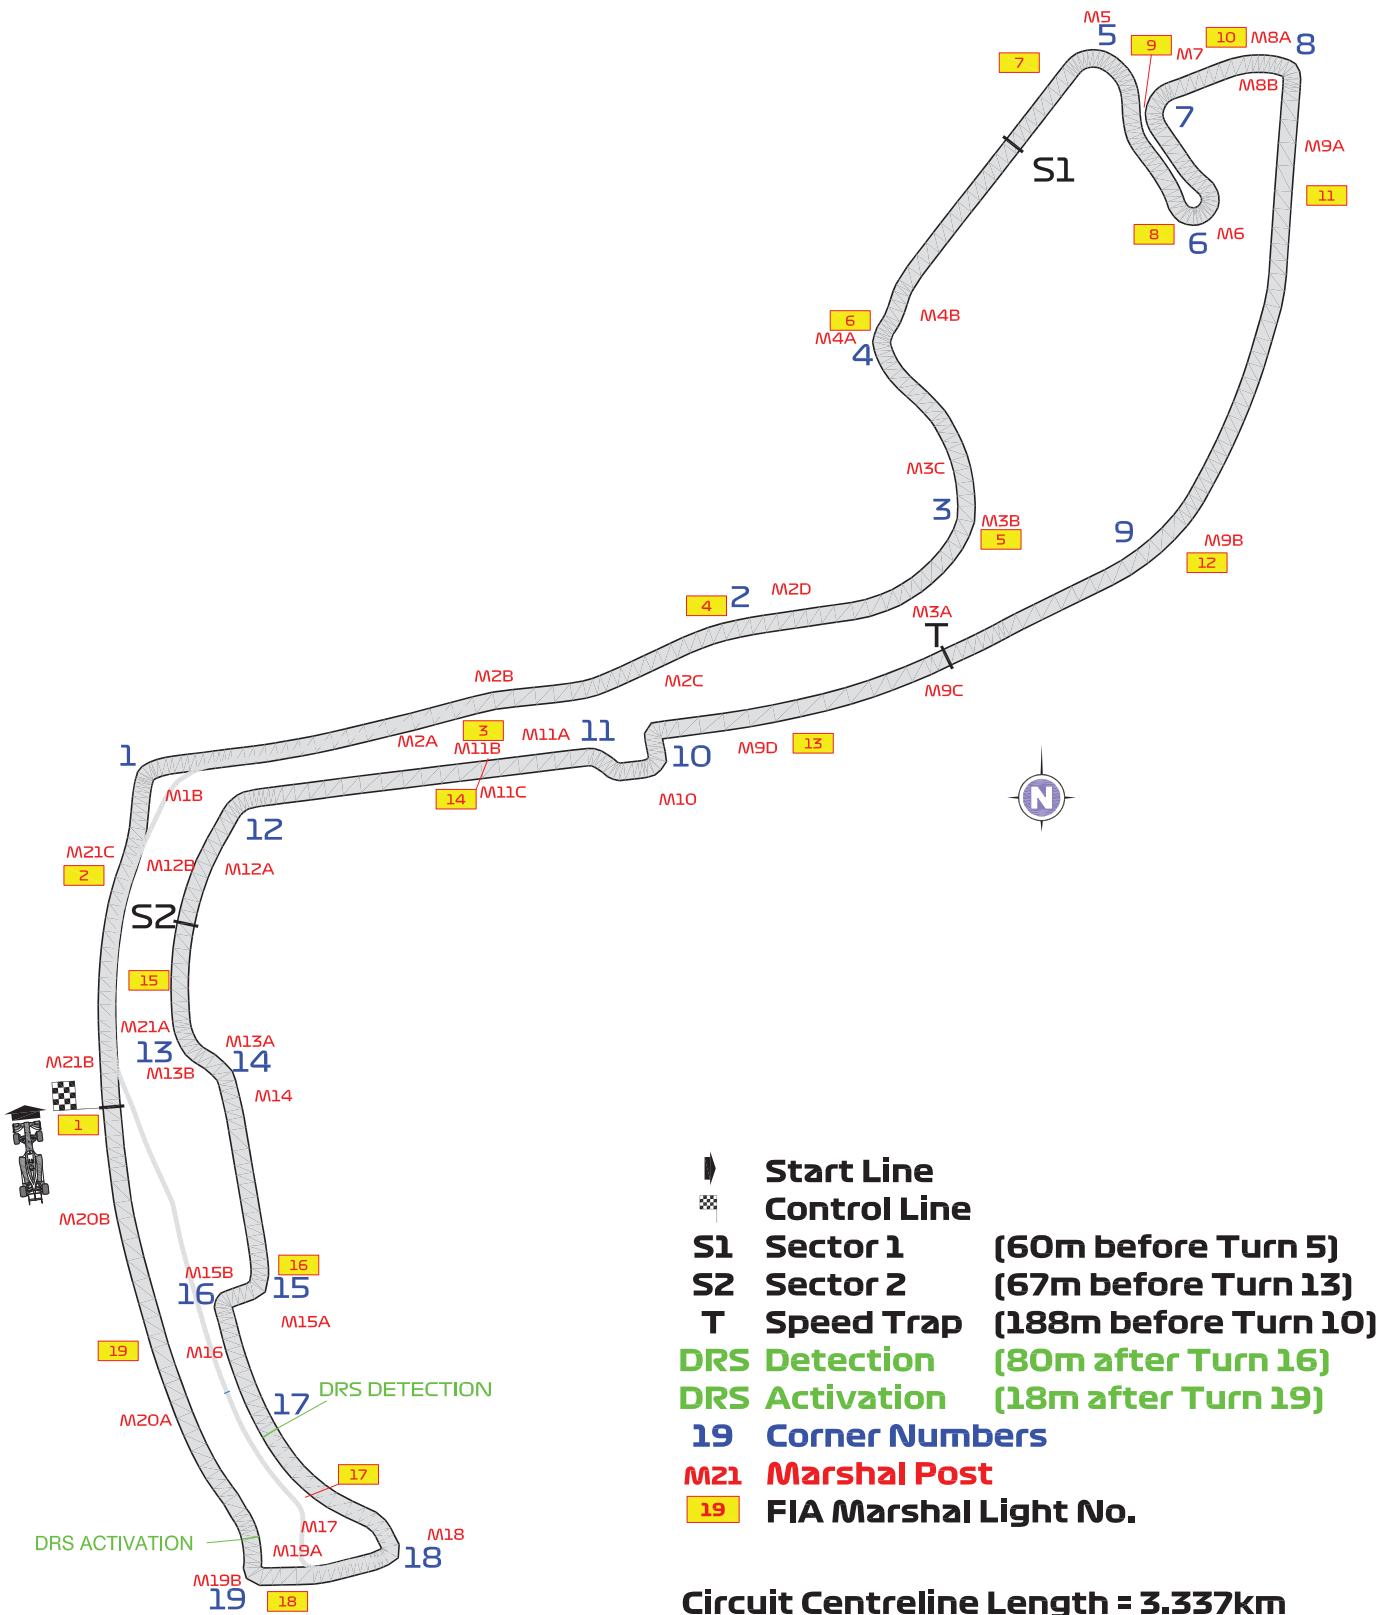 M5
5
9
M7
10
M8A
8
7
M8B
7
M9A
S1
11
8
6
M6
6
M4B
M4A
4
M3C
3
M3B
5
9
M9B
12
M2D
4
2
M3A
T
M2B
M2C
M9C
3
M11A
11
M2A
M11B
M9D
13
1
10
M1B
14
M11C
M10
N
12
M21C
2
M12B
M12A
S2
15
M21A
M13A
13
14
M21B
M13B
M14
1
M20B
M15B
16
16
15
M15A
19
M16
DRS DETECTION
17
M20A
17
M17
M18
DRS ACTIVATION
M19A
18
M19B
19
18
Start Line
Control Line
S1 Sector 1 (60m before Turn 5)
S2 Sector 2 (67m before Turn 13)
T Speed Trap (188m before Turn 10)
DRS Detection (80m after Turn 16)
DRS Activation (18m after Turn 19)
19 Corner Numbers
M21 Marshal Post
19 FIA Marshal Light No.
Circuit Centreline Length = 3.337km